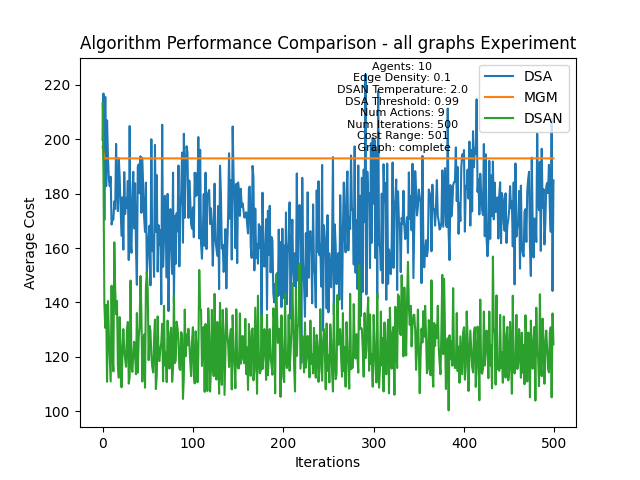 Algorithm Performance Comparison - all graphs Experiment
Agents: 10
Edge Density: 0.1
DSAN Temperature: 2.0
DSA Threshold: 0.99
Num Actions: 9
Num Iterations: 500
Cost Range: 501
Graph: complete
DSA
MGM
DSAN
220
200
180
160
140
120
100
Average Cost
0
100
200
300
400
500
Iterations